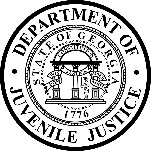 DEPARTMENT OF
STATE OF GEORGIA
1776
JUVENILE JUSTICE